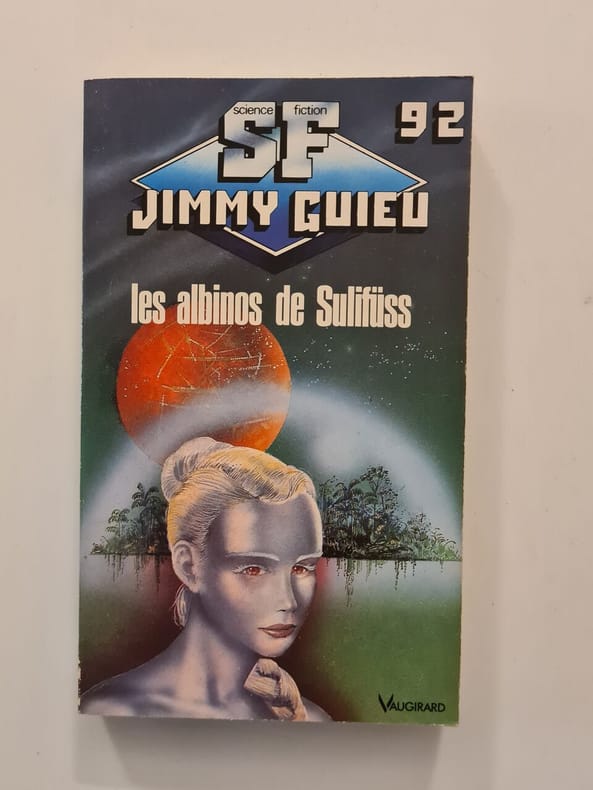 science fiction
SF
92
JIMMY GUIEU
les albinos de Sulifüss
VAUGIRARD